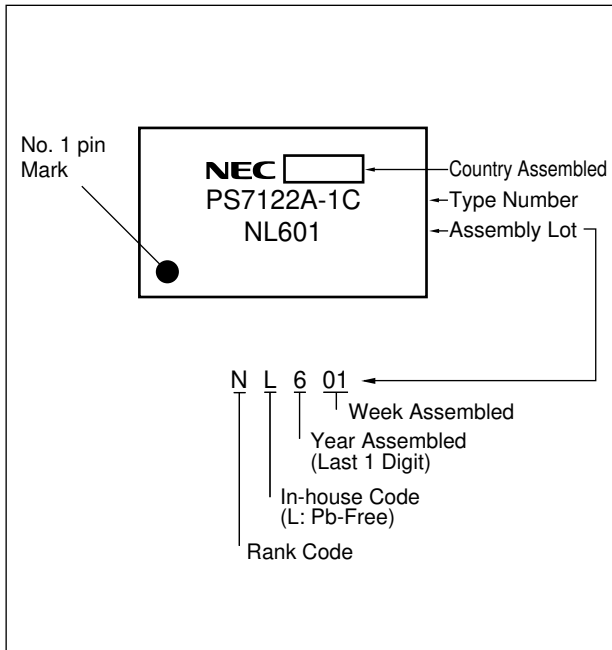 No. 1 pin
Mark
NEC
Country Assembled
PS7122A-1C
Type Number
NL601
Assembly Lot
N L 6 01
Week Assembled
Year Assembled
(Last 1 Digit)
In-house Code
(L: Pb-Free)
Rank Code